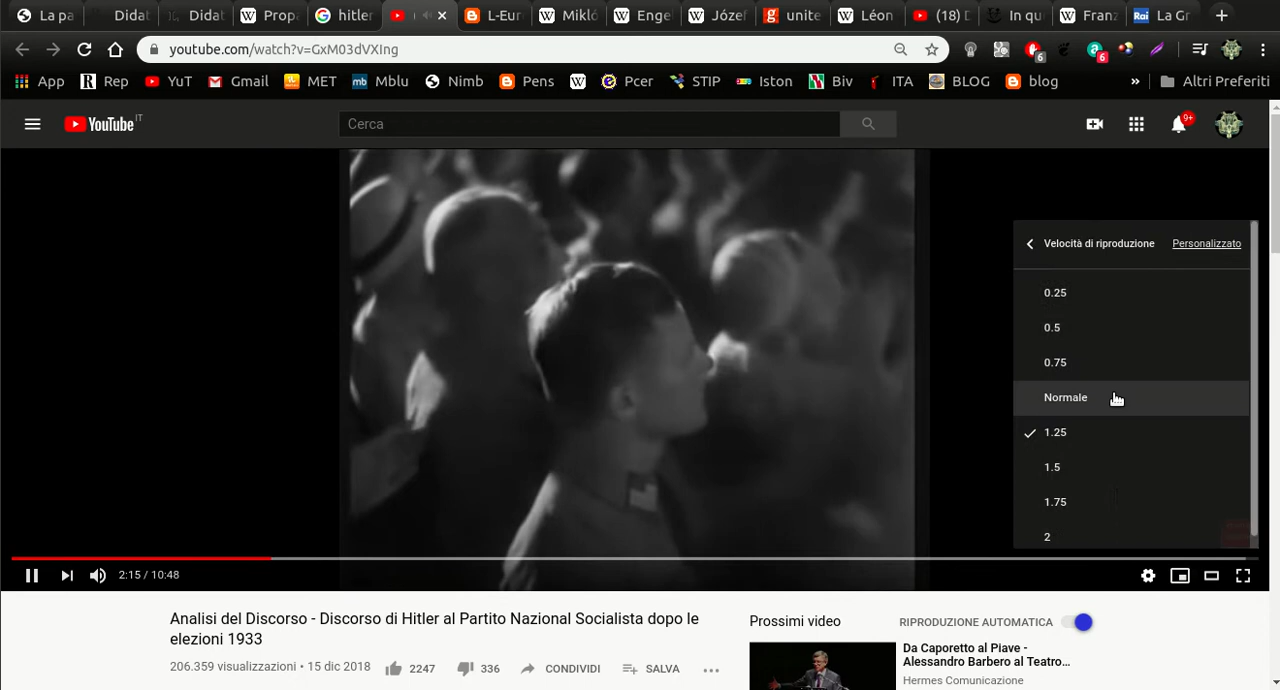 La pa Didat Didat Propa hitler L-Eur Mikló Enge Józef unite Léon (18) D In qu Franz La Gr
youtube.com/watch?v=GxM03dVXIng
6 6
App Rep YuT Gmail MET Mblu Nimb Pens Pcer STIP Iston Biv ITA BLOG blog » Altri Preferiti
YouTube IT Cerca 9+
Velocità di riproduzione Personalizzato
0.25
0.5
0.75
Normale
1.25
1.5
1.75
2
2:15 / 10:48
Analisi del Discorso - Discorso di Hitler al Partito Nazional Socialista dopo le
elezioni 1933
206.359 visualizzazioni • 15 dic 2018 2247 336 CONDIVIDI SALVA
Prossimi video RIPRODUZIONE AUTOMATICA
Da Caporetto al Piave -
Alessandro Barbero al Teatro...
Hermes Comunicazione